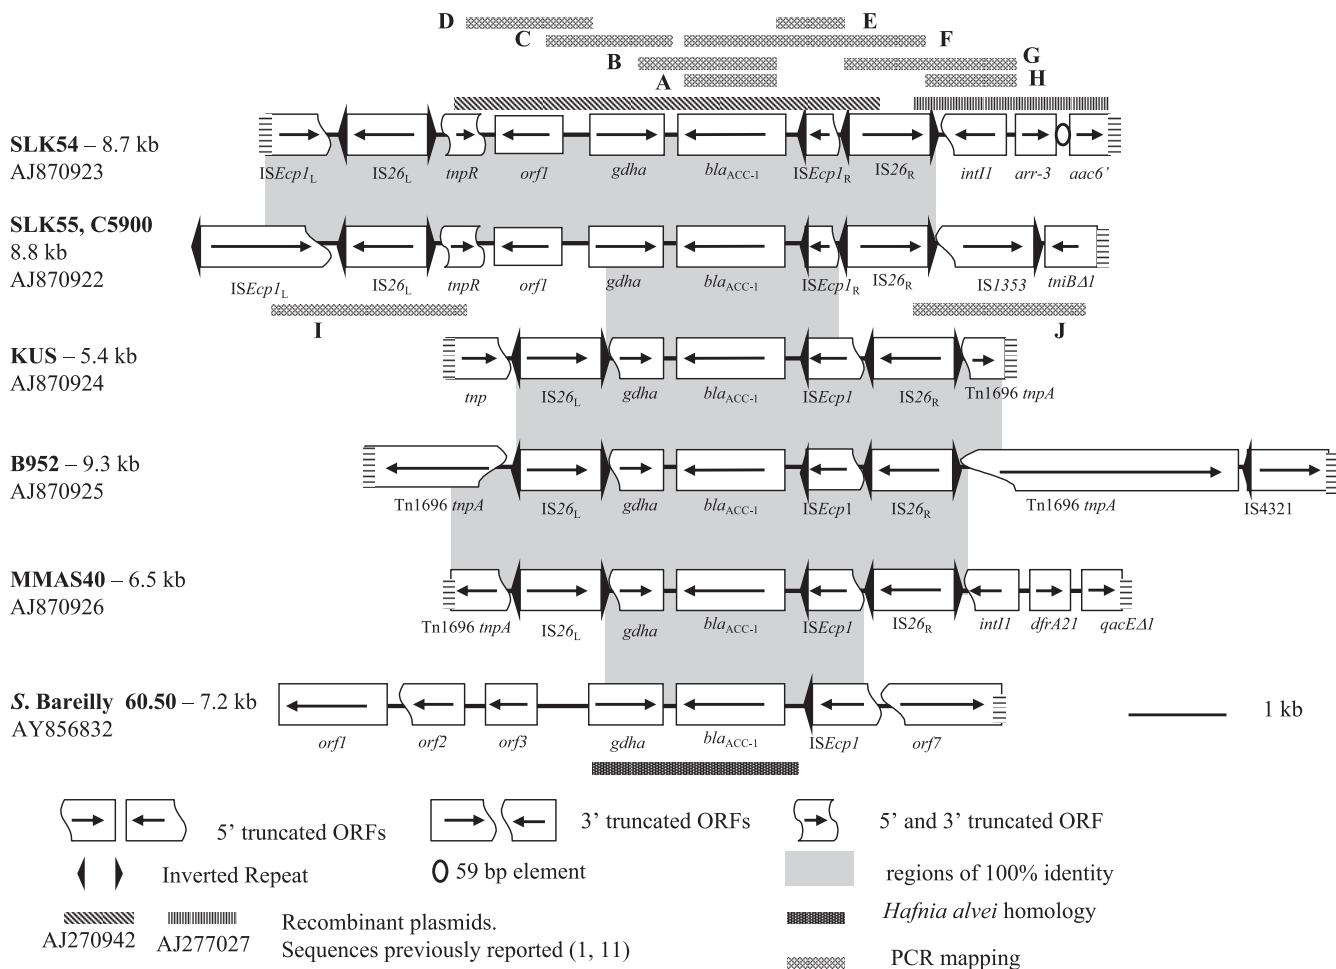 D E
C F
B G
A H
SLK54 – 8.7 kb
AJ870923
ISEcp1L IS26L tnpR orf1 gdha blaACC-1 ISEcp1R IS26R intI1 arr-3 aac6’
SLK55, C5900
8.8 kb
AJ870922
ISEcp1L IS26L tnpR orf1 gdha blaACC-1 ISEcp1R IS26R IS1353 tniBΔ1
I J
KUS – 5.4 kb
AJ870924
tnp IS26L gdha blaACC-1 ISEcp1 IS26R Tn1696 tnpA
B952 – 9.3 kb
AJ870925
Tn1696 tnpA IS26L gdha blaACC-1 ISEcp1 IS26R Tn1696 tnpA IS4321
MMAS40 – 6.5 kb
AJ870926
Tn1696 tnpA IS26L gdha blaACC-1 ISEcp1 IS26R intI1 dfrA21 qacEΔ1
S. Bareilly 60.50 – 7.2 kb
AY856832
orf1 orf2 orf3 gdha blaACC-1 ISEcp1 orf7
1 kb
5’ truncated ORFs 3’ truncated ORFs 5’ and 3’ truncated ORF
Inverted Repeat 59 bp element regions of 100% identity
AJ270942 AJ277027
Recombinant plasmids.
Sequences previously reported (1, 11)
Hafnia alvei homology
PCR mapping